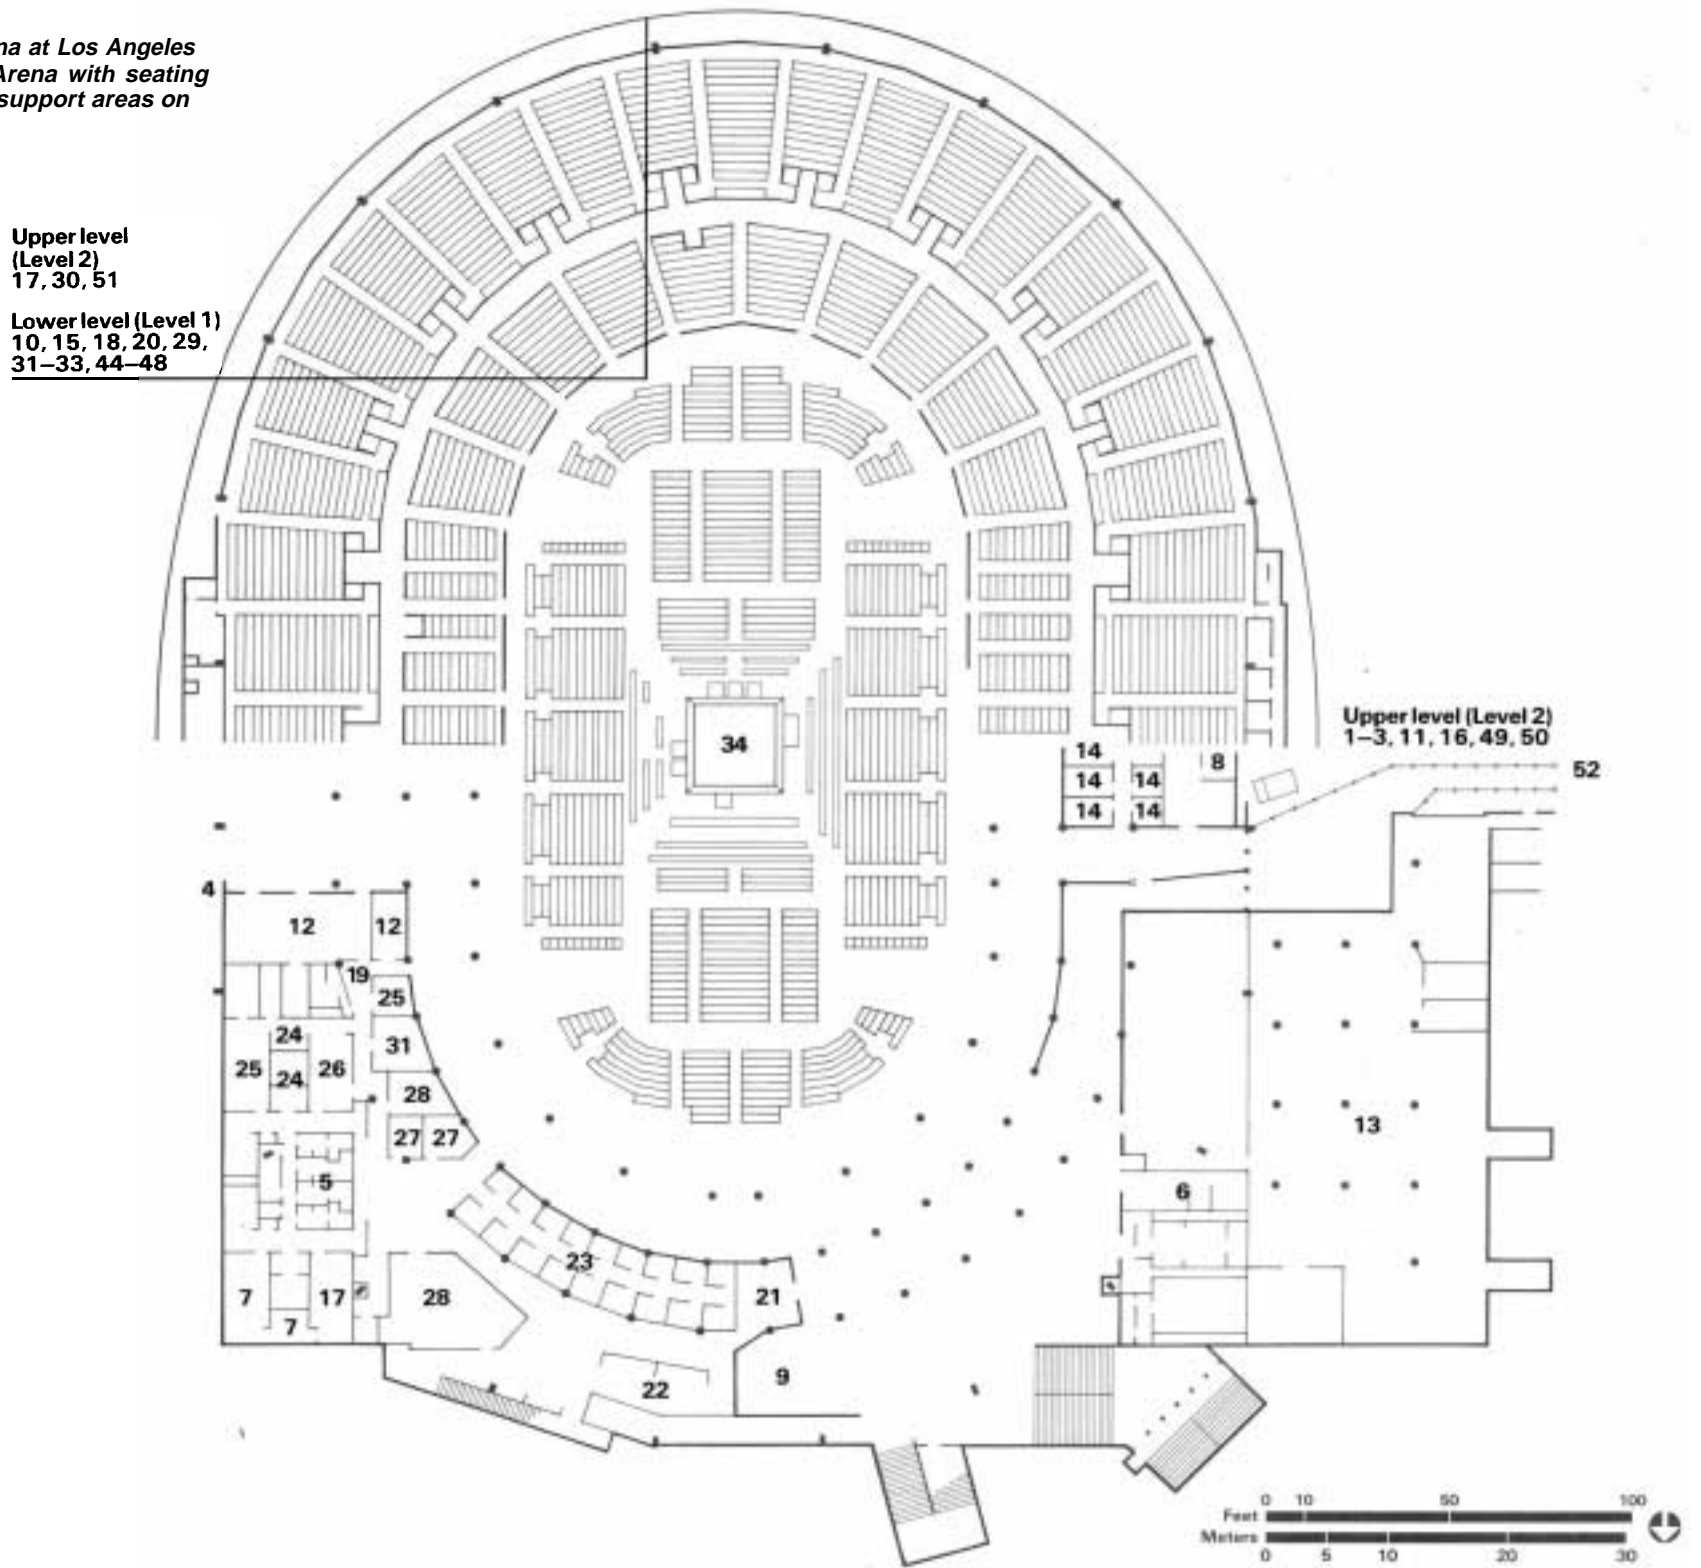 na at Los Angeles
Arena with seating
support areas on
Upper level
(Level 2)
17, 30, 51
Lower level (Level 1)
10, 15, 18, 20, 29,
31–33, 44–48
Upper level (Level 2)
1–3, 11, 16, 49, 50
52
34
14
8
14
14
14
14
4
12
12
19
25
24
31
25
24
26
28
27
27
13
5
6
23
7
17
28
21
7
9
22
0 10 50 100
Feet
Meters
0 5 10 20 30